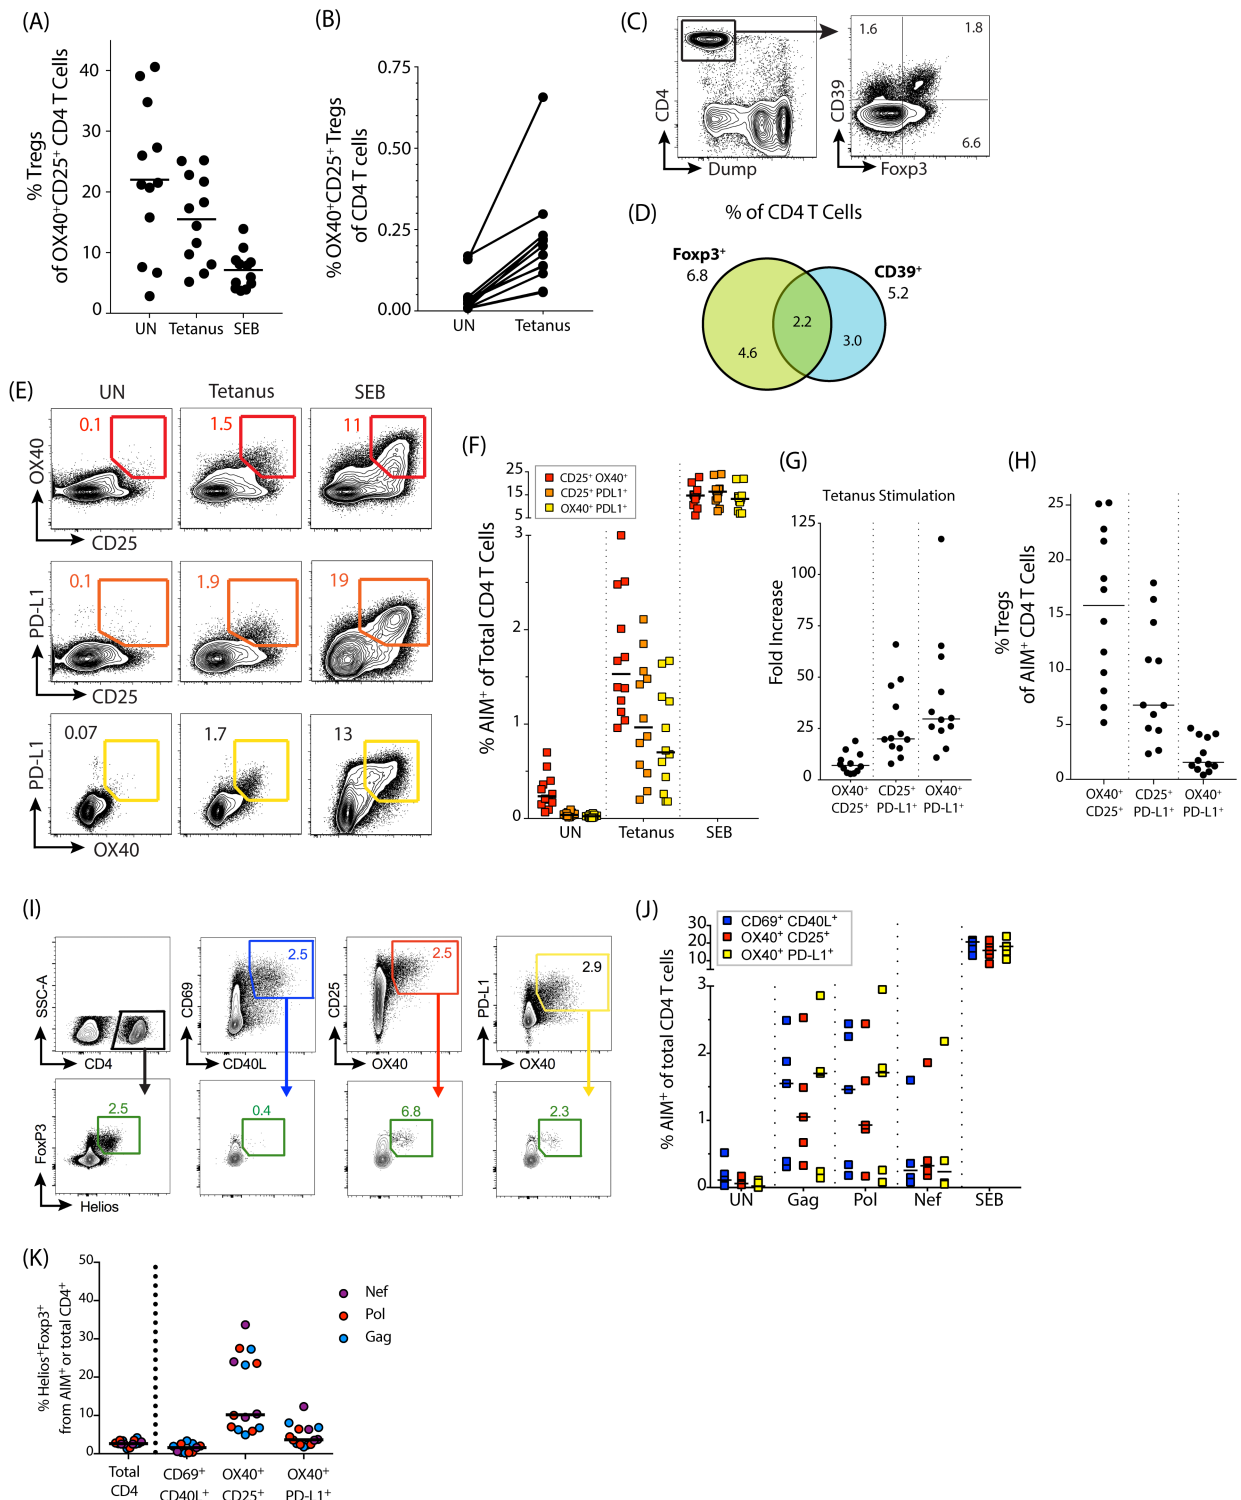 (A)
% Tregs
of OX40⁺CD25⁺ CD4 T Cells
40
30
20
10
0
UN Tetanus SEB
(B)
% OX40⁺CD25⁺ Tregs
of CD4 T cells
0.75
0.50
0.25
0.00
UN Tetanus
(C)
CD4
Dump
1.6
1.8
6.6
CD39
Foxp3
(D)
% of CD4 T Cells
Foxp3⁺
6.8
CD39⁺
5.2
4.6
2.2
3.0
(E)
UN Tetanus SEB
0.1
1.5
11
OX40
CD25
0.1
1.9
19
PD-L1
CD25
0.07
1.7
13
PD-L1
OX40
(F)
% AIM⁺ of Total CD4 T Cells
25
15
5
3
2
1
0
CD25⁺ OX40⁺
CD25⁺ PDL1⁺
OX40⁺ PDL1⁺
UN Tetanus SEB
(G)
Tetanus Stimulation
Fold Increase
125
100
75
50
25
0
OX40⁺ CD25⁺ OX40⁺
CD25⁺ PD-L1⁺ PD-L1⁺
(H)
% Tregs
of AIM⁺ CD4 T Cells
25
20
15
10
5
0
OX40⁺ CD25⁺ OX40⁺
CD25⁺ PD-L1⁺ PD-L1⁺
(I)
SSC-A
CD4
2.5
CD69
CD40L
2.5
CD25
OX40
2.9
PD-L1
OX40
2.5
FoxP3
Helios
0.4
6.8
2.3
(J)
% AIM⁺ of total CD4 T cells
30
20
10
3
2
1
0
CD69⁺ CD40L⁺
OX40⁺ CD25⁺
OX40⁺ PD-L1⁺
UN Gag Pol Nef SEB
(K)
% Helios⁺Foxp3⁺
from AIM⁺ or total CD4⁺
50
40
30
20
10
0
Nef
Pol
Gag
Total CD69⁺ OX40⁺ OX40⁺
CD4 CD40L⁺ CD25⁺ PD-L1⁺